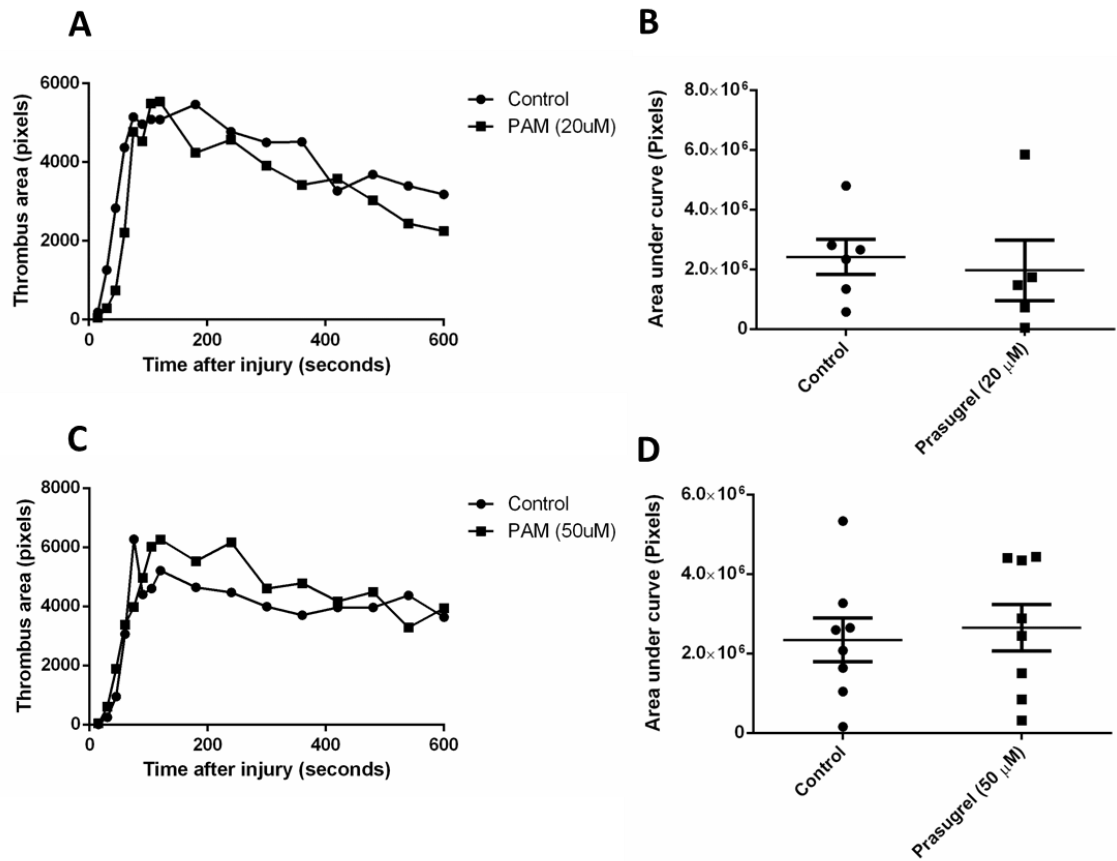 A
Thrombus area (pixels)
6000
4000
2000
0
0
200
400
600
Time after injury (seconds)
Control
PAM (20uM)
B
Area under curve (Pixels)
8.0×10⁶
6.0×10⁶
4.0×10⁶
2.0×10⁶
0
Control
Prasugrel (20 µM)
C
Thrombus area (pixels)
8000
6000
4000
2000
0
0
200
400
600
Time after injury (seconds)
Control
PAM (50uM)
D
Area under curve (Pixels)
6.0×10⁶
4.0×10⁶
2.0×10⁶
0
Control
Prasugrel (50 µM)